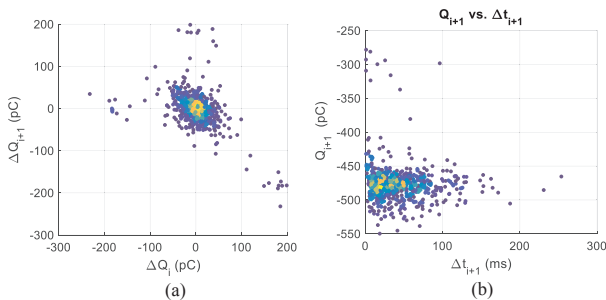 (a)
200
100
0
-100
-200
-300
ΔQi+1 (pC)
-300 -200 -100 0 100 200
ΔQi (pC)
(a)
(b)
Qi+1 vs. Δti+1
-250
-300
-350
-400
-450
-500
-550
Qi+1 (pC)
0 100 200 300
Δti+1 (ms)
(b)